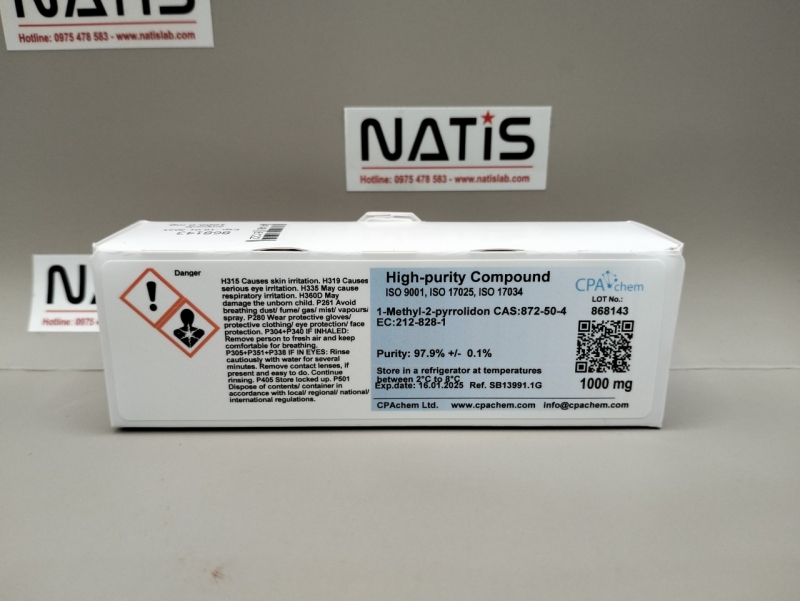 NATIS
Hotline: 0975 478 583 - www.natislab.com
NATIS
Hotline: 0975 478 583 - www.natislab.com
868143
NA
Hotline: 0975
Danger
H315 Causes skin irritation. H319 Causes
serious eye irritation. H335 May cause
respiratory irritation. H360D May
damage the unborn child. P261 Avoid
breathing dust/ fume/ gas/ mist/ vapours/
spray. P280 Wear protective gloves/
protective clothing/ eye protection/ face
protection. P304+P340 IF INHALED:
Remove person to fresh air and keep
comfortable for breathing.
P305+P351+P338 IF IN EYES: Rinse
cautiously with water for several
minutes. Remove contact lenses, if
present and easy to do. Continue
rinsing. P405 Store locked up. P501
Dispose of contents/ container in
accordance with local/ regional/ national/
international regulations.
High-purity Compound
ISO 9001, ISO 17025, ISO 17034
1-Methyl-2-pyrrolidon CAS:872-50-4
EC:212-828-1
Purity: 97.9% +/- 0.1%
Store in a refrigerator at temperatures
between 2°C to 8°C
Exp.date: 16.01.2025 Ref. SB13991.1G
CPAchem Ltd. www.cpachem.com info@cpachem.com
CPAchem
LOT No.:
868143
1000 mg